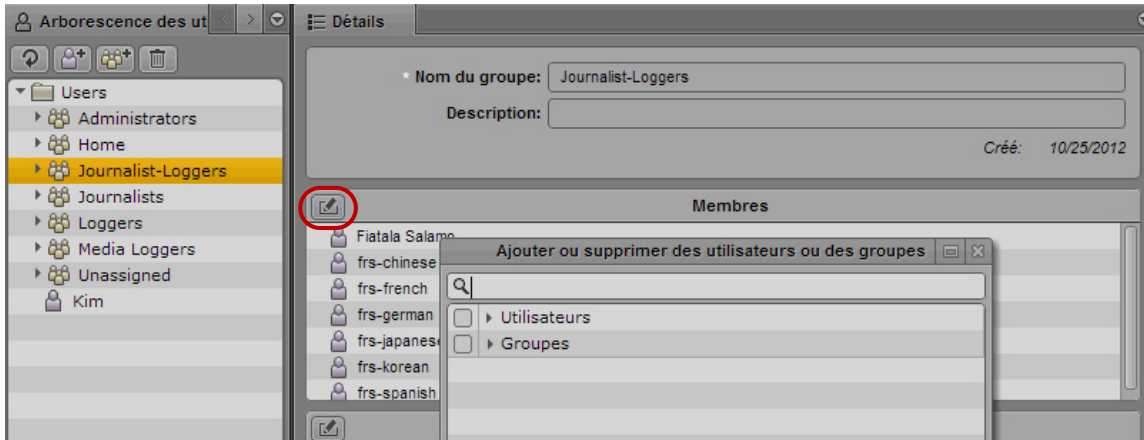 Arborescence des ut
Users
Administrators
Home
Journalist-Loggers
Journalists
Loggers
Media Loggers
Unassigned
Kim
Détails
* Nom du groupe: Journalist-Loggers
Description:
Créé: 10/25/2012
Membres
Fiatala Salamo
frs-chinese
frs-french
frs-german
frs-japanese
frs-korean
frs-spanish
Ajouter ou supprimer des utilisateurs ou des groupes
Utilisateurs
Groupes